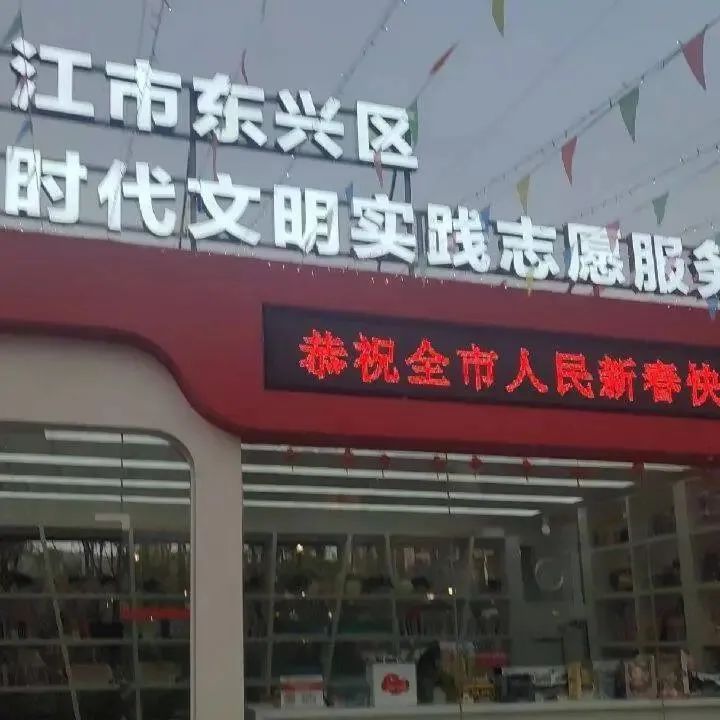 江市东兴区
时代文明实践志愿服务
恭祝全市人民新春快